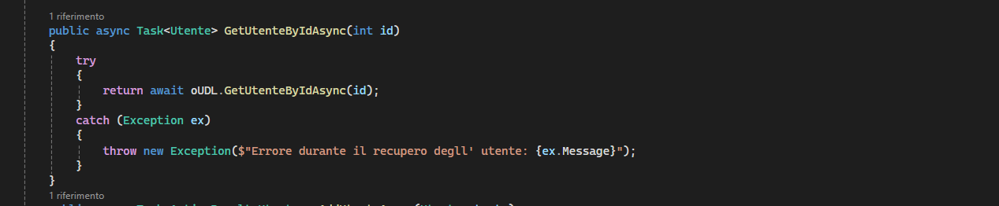 1 riferimento
public async Task<Utente> GetUtenteByIdAsync(int id)
{
try
{
return await oUDL.GetUtenteByIdAsync(id);
}
catch (Exception ex)
{
throw new Exception($"Errore durante il recupero degll' utente: {ex.Message}");
}
}
1 riferimento